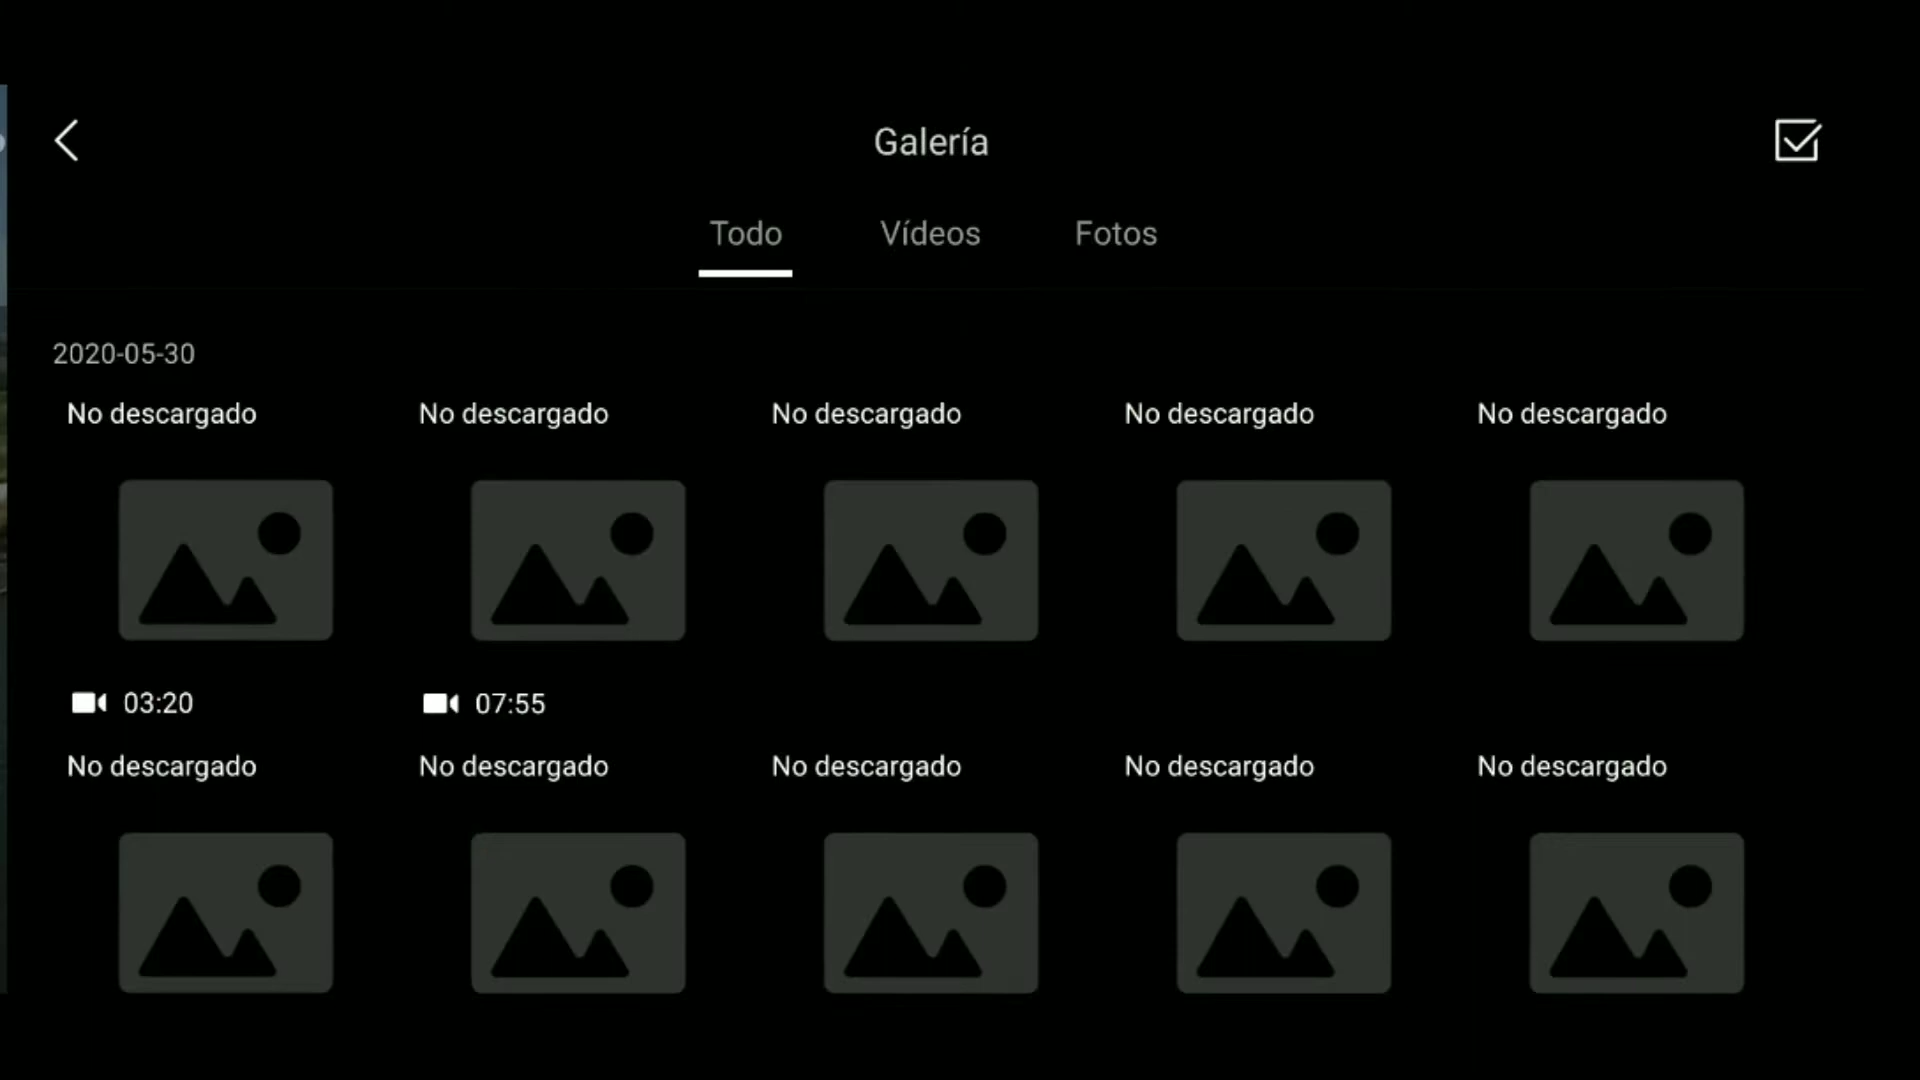 Galería
Todo Vídeos Fotos
2020-05-30
No descargado No descargado No descargado No descargado No descargado
03:20 07:55
No descargado No descargado No descargado No descargado No descargado